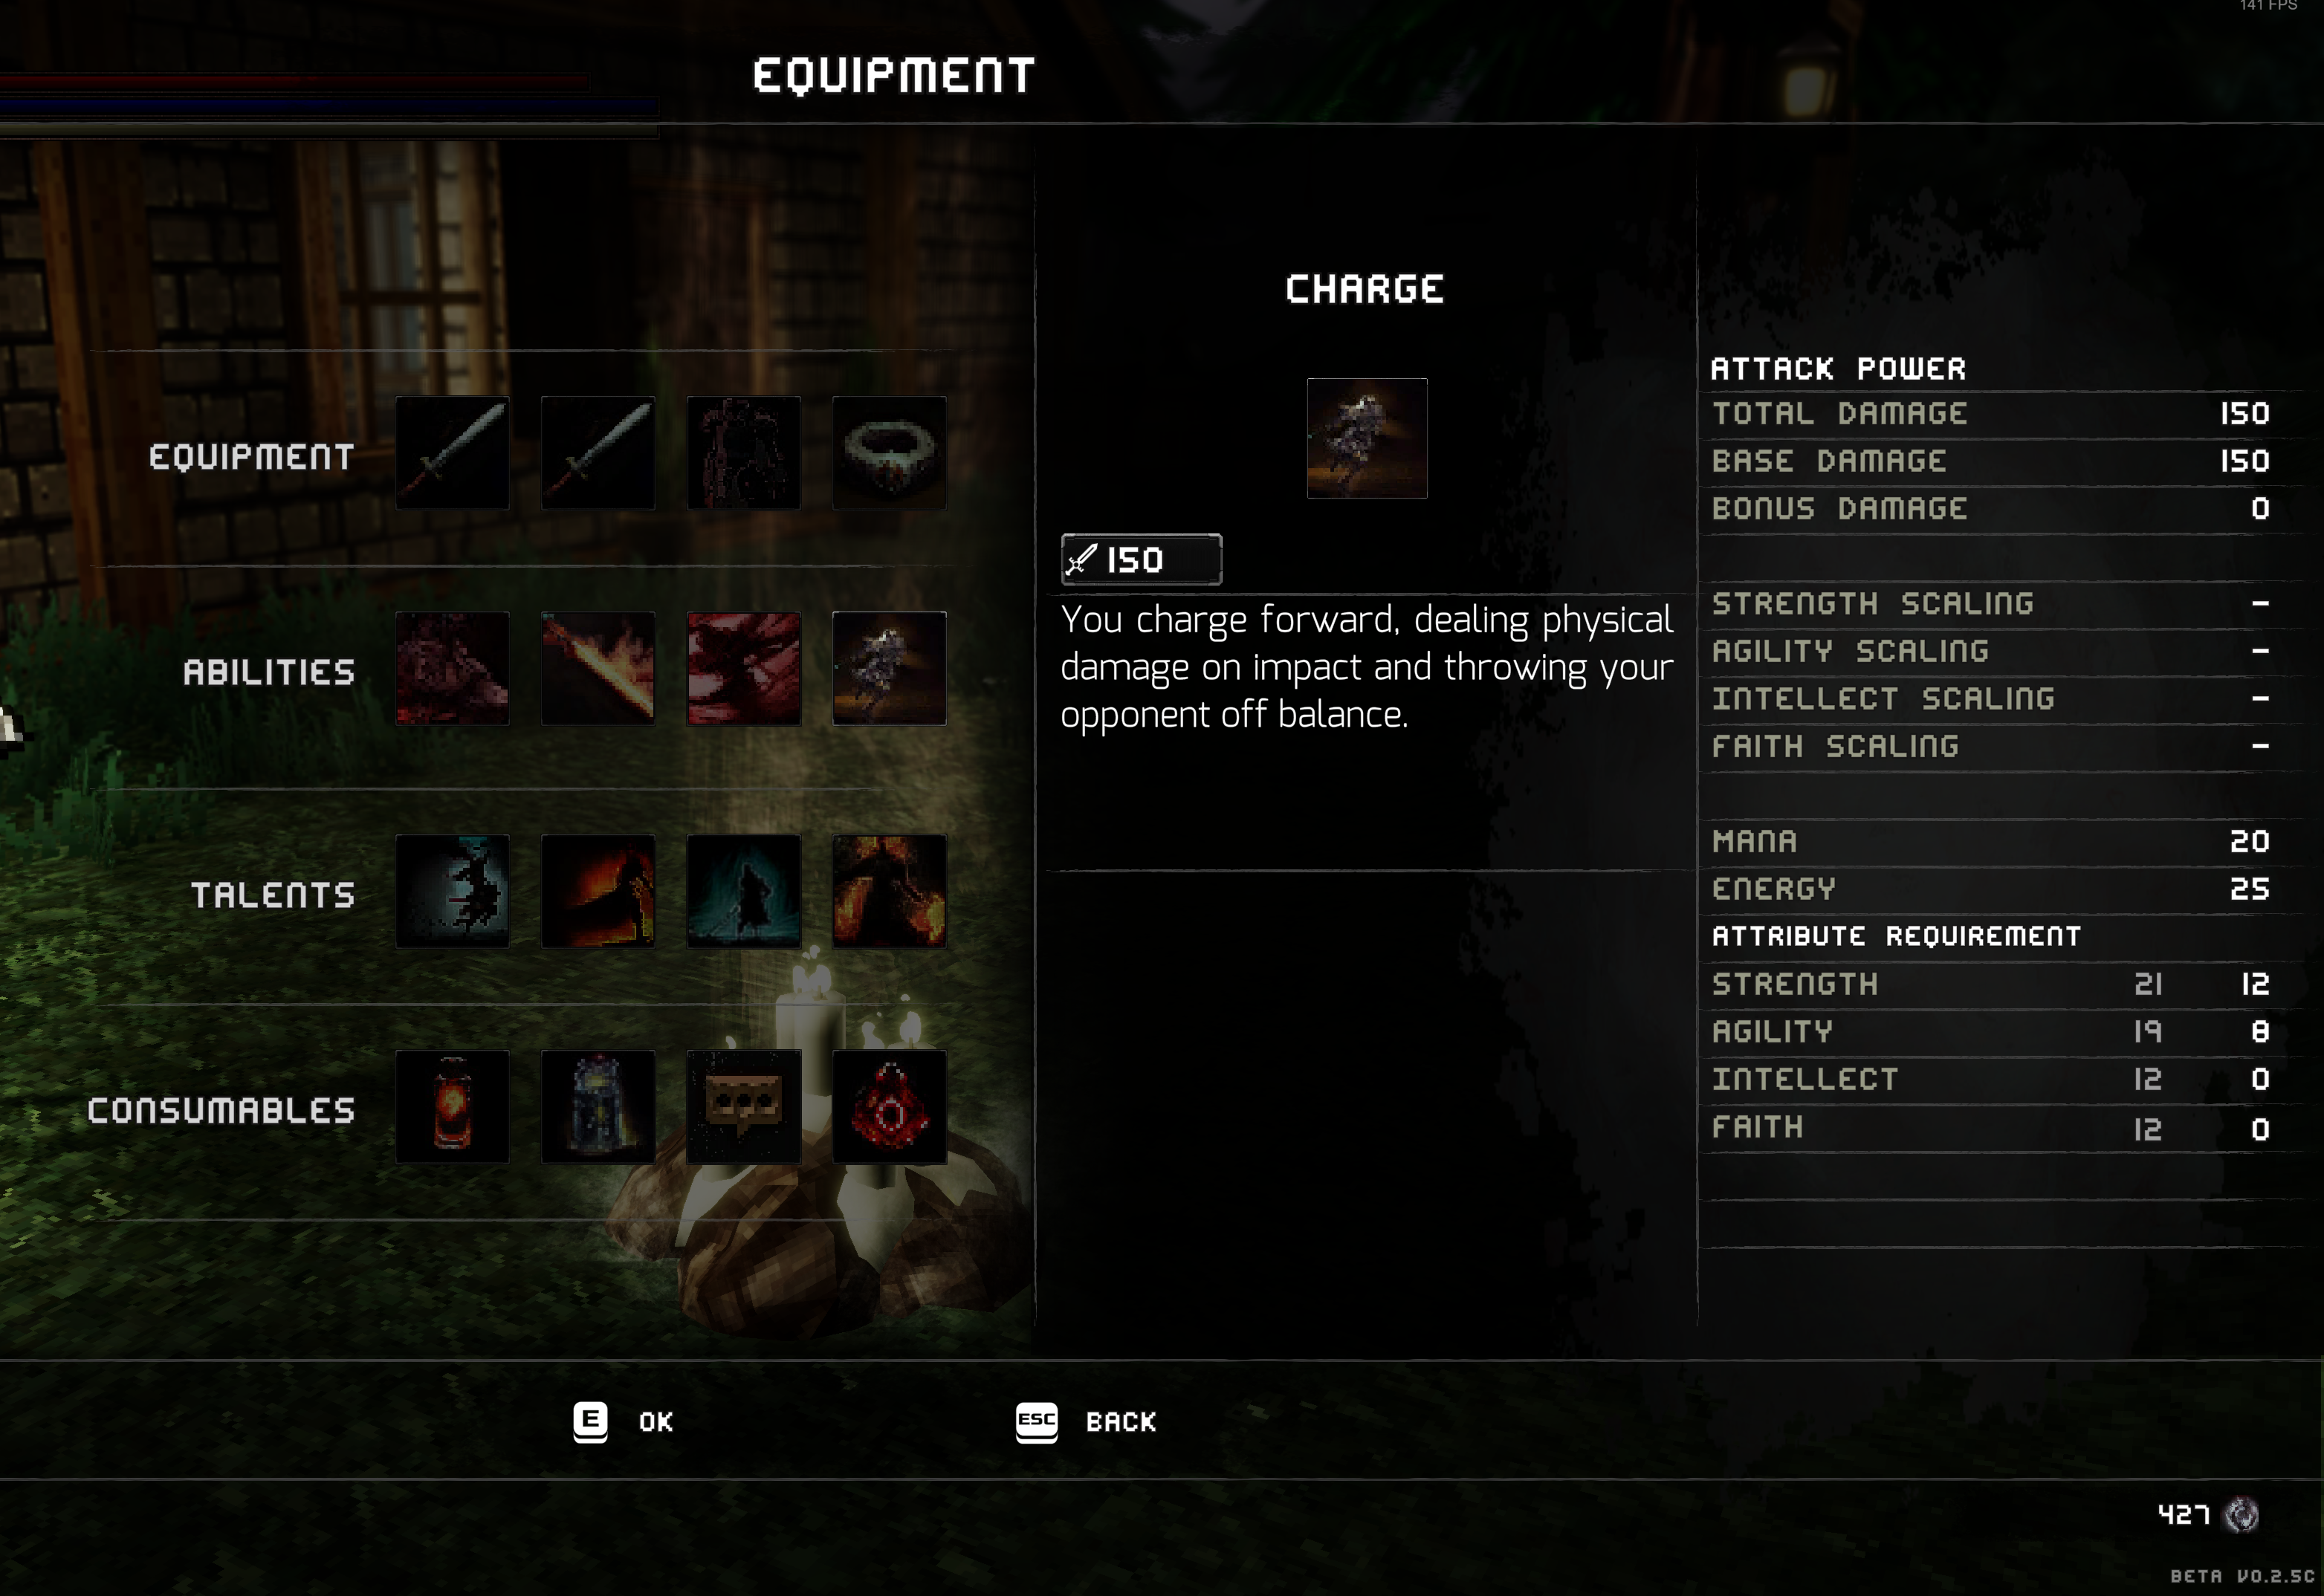 141 FPS
EQUIPMENT
CHARGE
150
You charge forward, dealing physical
damage on impact and throwing your
opponent off balance.
EQUIPMENT
ABILITIES
TALENTS
CONSUMABLES
ATTACK POWER
TOTAL DAMAGE 150
BASE DAMAGE 150
BONUS DAMAGE 0
STRENGTH SCALING -
AGILITY SCALING -
INTELLECT SCALING -
FAITH SCALING -
MANA 20
ENERGY 25
ATTRIBUTE REQUIREMENT
STRENGTH 21 12
AGILITY 19 8
INTELLECT 12 0
FAITH 12 0
E OK
ESC BACK
427
BETA V0.2.5C